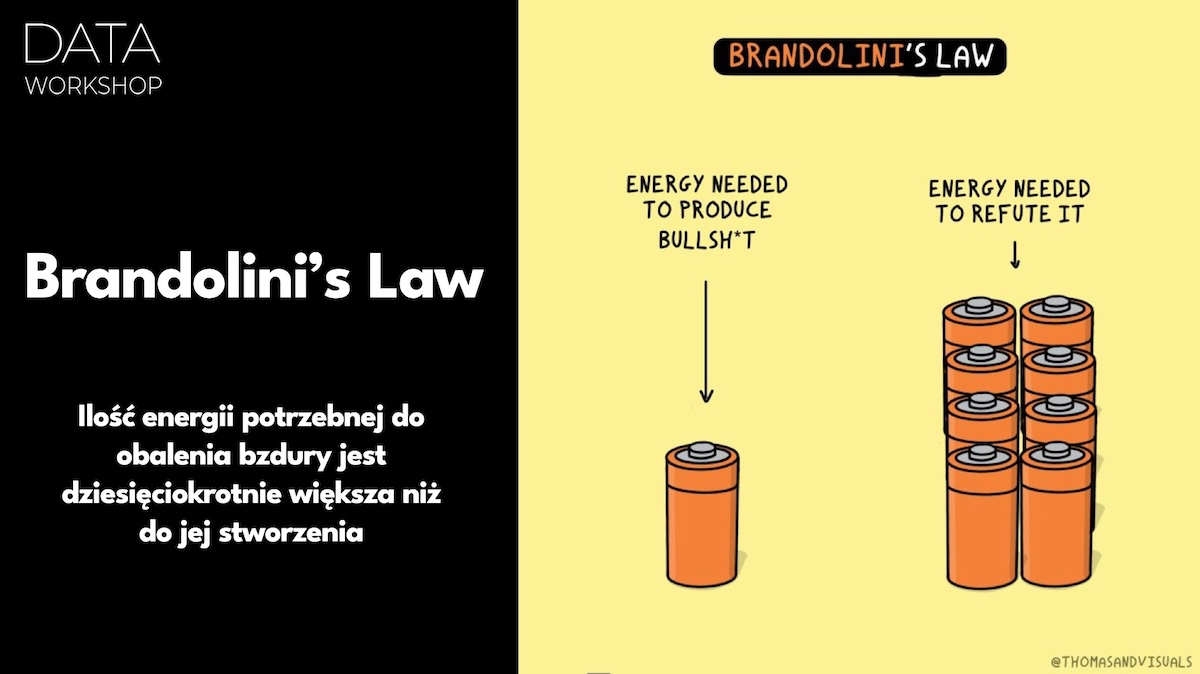 DATA
WORKSHOP
Brandolini's Law
Ilość energii potrzebnej do
obalenia bzdury jest
dziesięciokrotnie większa niż
do jej stworzenia
BRANDOLINI'S LAW
ENERGY NEEDED
TO PRODUCE
BULLSH*T
ENERGY NEEDED
TO REFUTE IT
@THOMASANDVISUALS